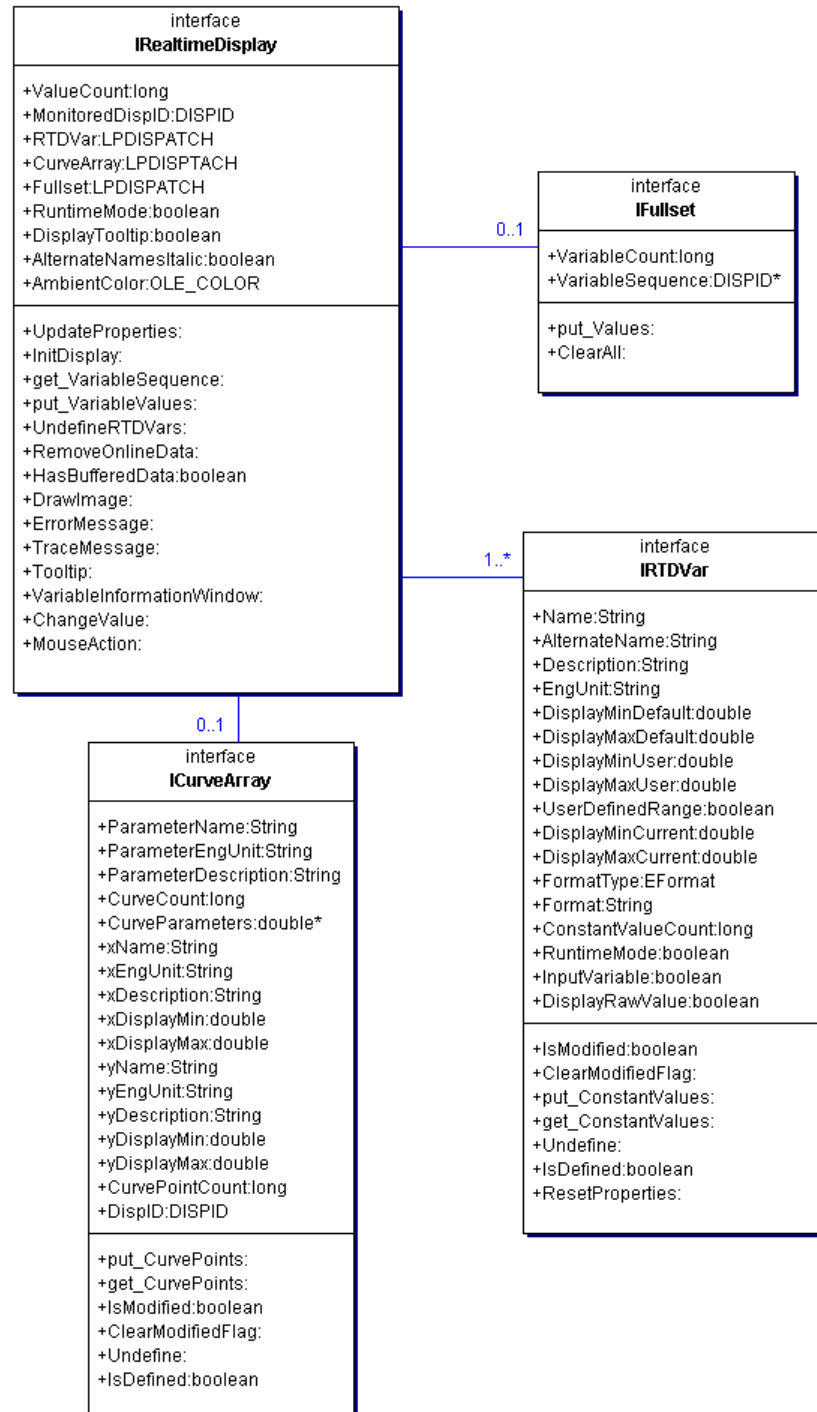 interface
IRealtimeDisplay
+ValueCount:long
+MonitoredDispID:DISPID
+RTDVar:LPDISPATCH
+CurveArray:LPDISPTACH
+Fullset:LPDISPATCH
+RuntimeMode:boolean
+DisplayTooltip:boolean
+AlternateNamesItalic:boolean
+AmbientColor:OLE_COLOR
+UpdateProperties:
+InitDisplay:
+get_VariableSequence:
+put_VariableValues:
+UndefineRTDVars:
+RemoveOnlineData:
+HasBufferedData:boolean
+DrawImage:
+ErrorMessage:
+TraceMessage:
+Tooltip:
+VariableInformationWindow:
+ChangeValue:
+MouseAction:
0..1
interface
IFullset
+VariableCount:long
+VariableSequence:DISPID*
+put_Values:
+ClearAll:
1..*
interface
IRTDVar
+Name:String
+AlternateName:String
+Description:String
+EngUnit:String
+DisplayMinDefault:double
+DisplayMaxDefault:double
+DisplayMinUser:double
+DisplayMaxUser:double
+UserDefinedRange:boolean
+DisplayMinCurrent:double
+DisplayMaxCurrent:double
+FormatType:EFormat
+Format:String
+ConstantValueCount:long
+RuntimeMode:boolean
+InputVariable:boolean
+DisplayRawValue:boolean
+IsModified:boolean
+ClearModifiedFlag:
+put_ConstantValues:
+get_ConstantValues:
+Undefine:
+IsDefined:boolean
+ResetProperties:
0..1
interface
ICurveArray
+ParameterName:String
+ParameterEngUnit:String
+ParameterDescription:String
+CurveCount:long
+CurveParameters:double*
+xName:String
+xEngUnit:String
+xDescription:String
+xDisplayMin:double
+xDisplayMax:double
+yName:String
+yEngUnit:String
+yDescription:String
+yDisplayMin:double
+yDisplayMax:double
+CurvePointCount:long
+DispID:DISPID
+put_CurvePoints:
+get_CurvePoints:
+IsModified:boolean
+ClearModifiedFlag:
+Undefine:
+IsDefined:boolean